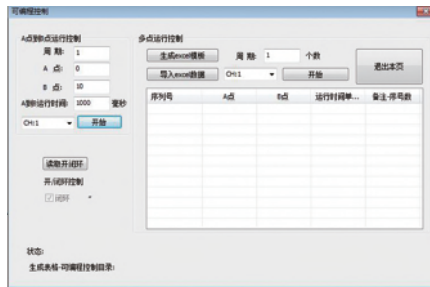 可编程控制
A点到B点运行控制
周 期: 1
A 点: 0
B 点: 10
A到B运行时间: 1000 毫秒
CH:1 开始
读取开闭环
开/闭环控制
闭环
多点运行控制
生成excel模板 周 期: 1 个数
导入excel数据 CH:1 开始
退出本页
序列号 A点 B点 运行时间单... 备注-序号数
状态:
生成表格-可编程控制目录: